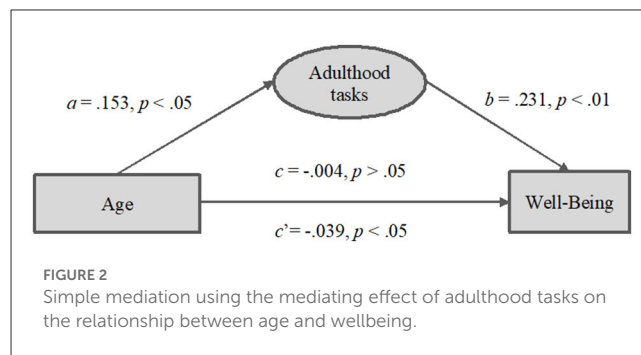 Adulthood
tasks
a = .153, p < .05
b = .231, p < .01
c = -.004, p > .05
Age
Well-Being
c’= -.039, p < .05
FIGURE 2
Simple mediation using the mediating effect of adulthood tasks on
the relationship between age and wellbeing.